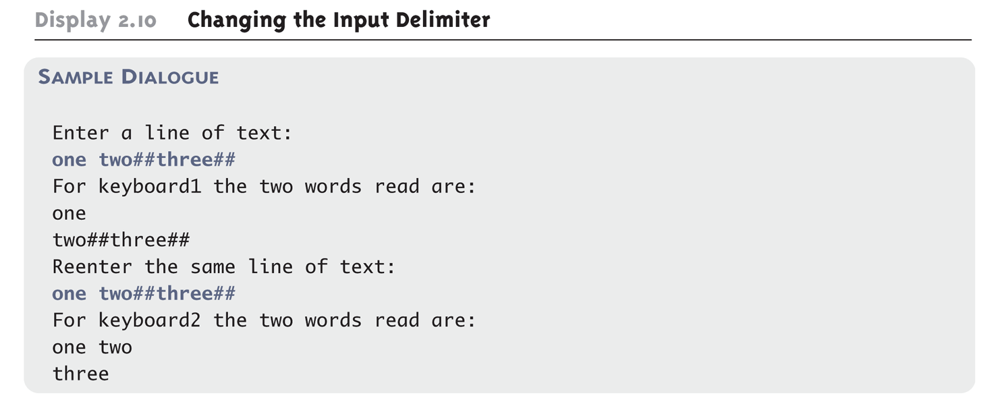 Display 2.10 Changing the Input Delimiter
SAMPLE DIALOGUE
Enter a line of text:
one two##three##
For keyboard1 the two words read are:
one
two##three##
Reenter the same line of text:
one two##three##
For keyboard2 the two words read are:
one two
three